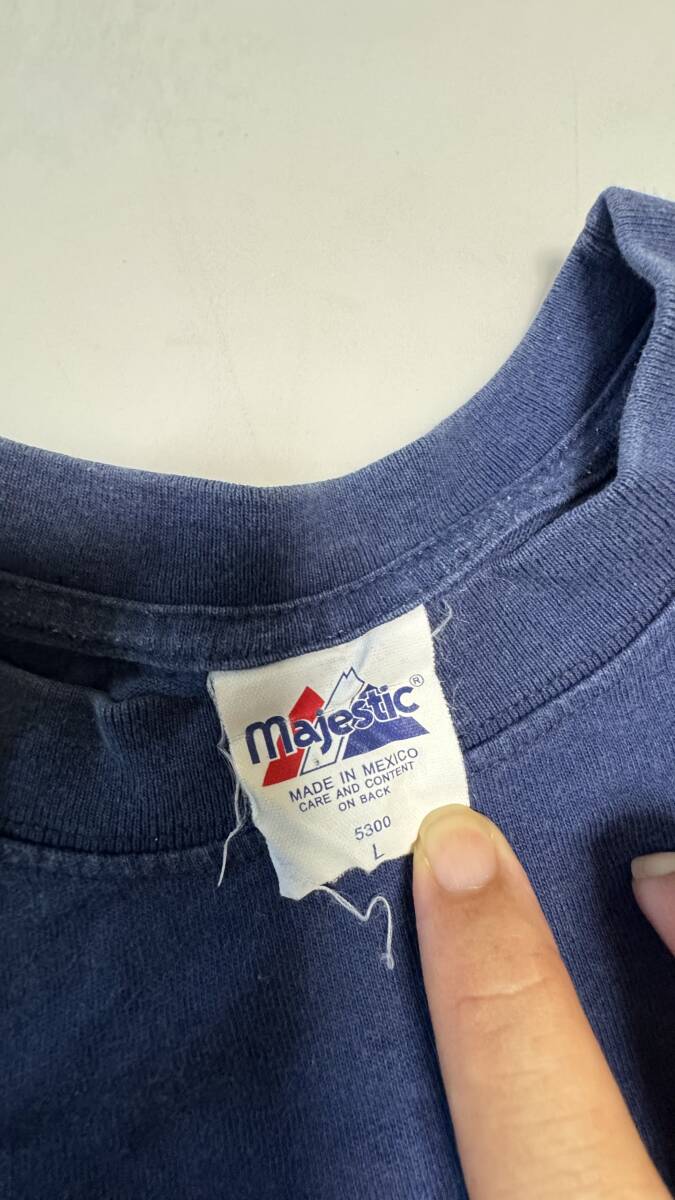 majestic®
MADE IN MEXICO
CARE AND CONTENT
ON BACK
5300
L